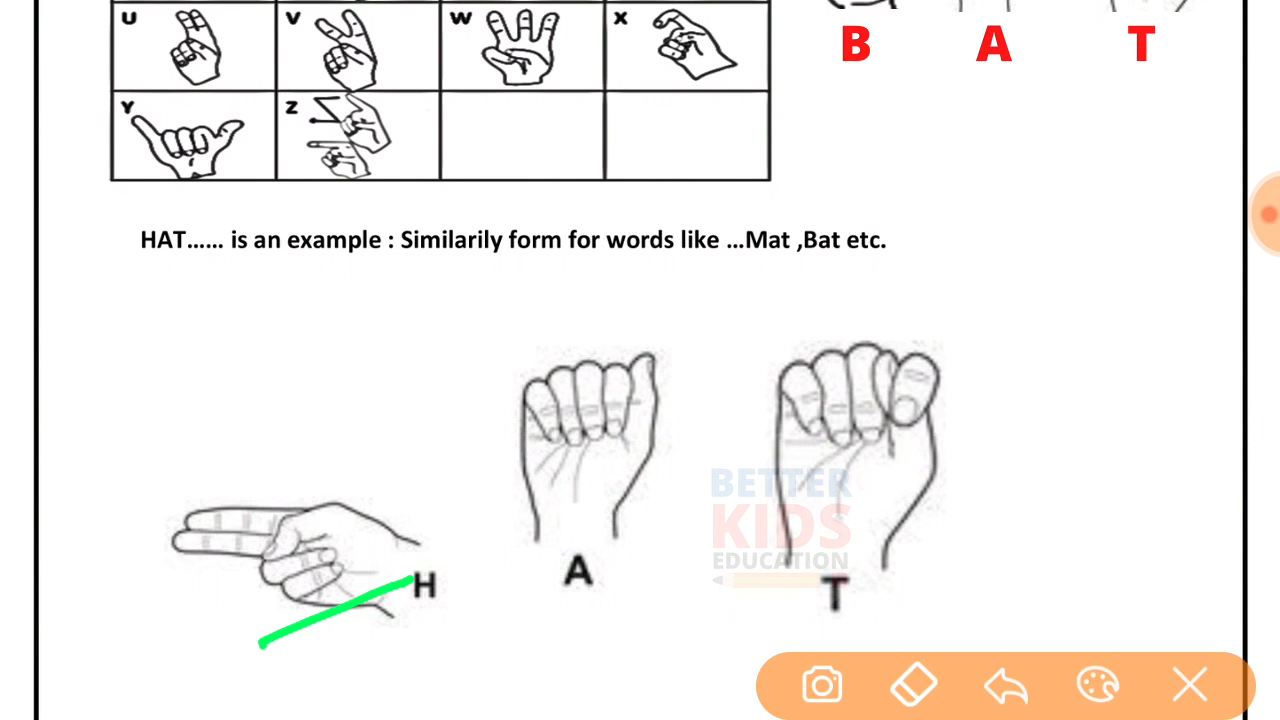 U V W X
B A T
Y Z
HAT...... is an example : Similarily form for words like ...Mat ,Bat etc.
BETTER
KIDS
EDUCATION
H A T